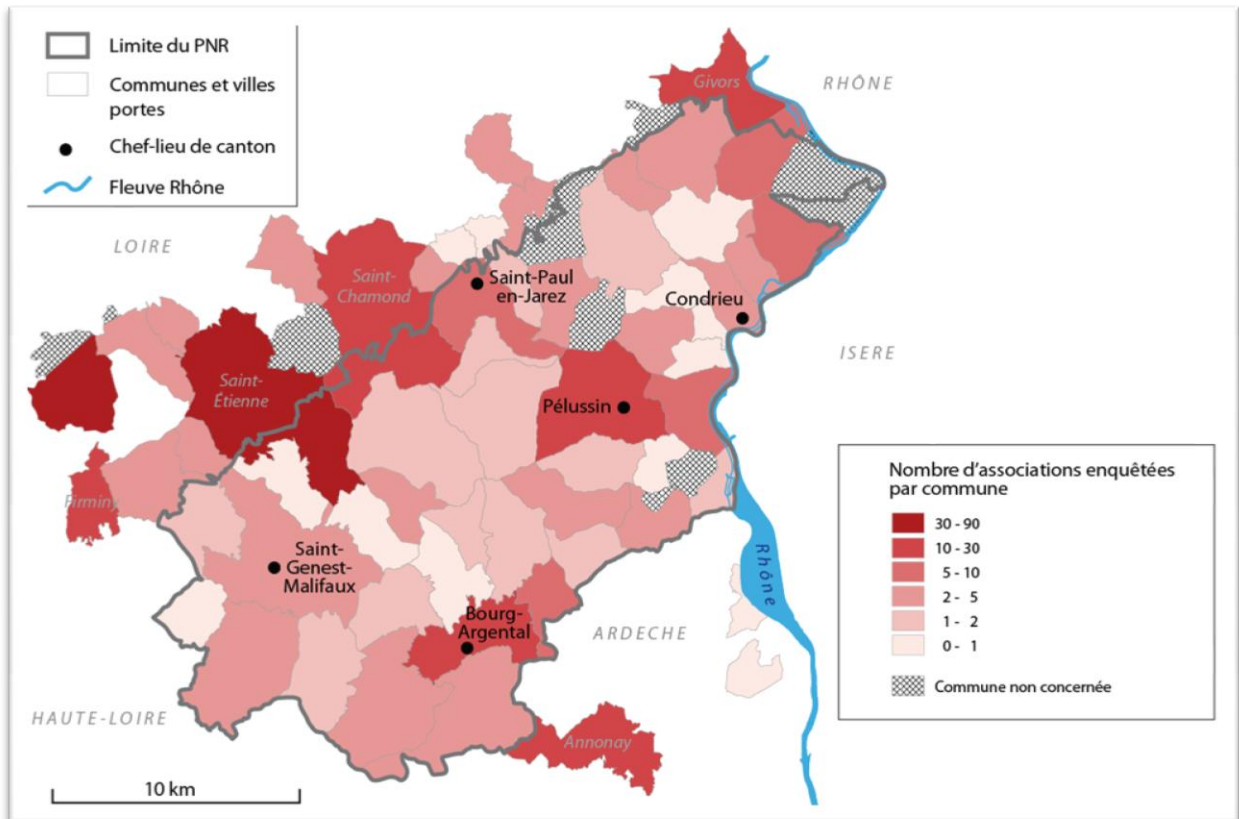 Limite du PNR
Communes et villes
portes
Chef-lieu de canton
Fleuve Rhône
Givors
RHÔNE
LOIRE
Saint-
Chamond
Saint-Paul
en-Jarez
Condrieu
ISERE
Saint-
Étienne
Pélussin
Firminy
Nombre d'associations enquêtées
par commune
30 - 90
10 - 30
5 - 10
2 - 5
1 - 2
0 - 1
Commune non concernée
Rhône
Saint-
Genest-
Malifaux
Bourg-
Argental
ARDECHE
HAUTE-LOIRE
Annonay
10 km